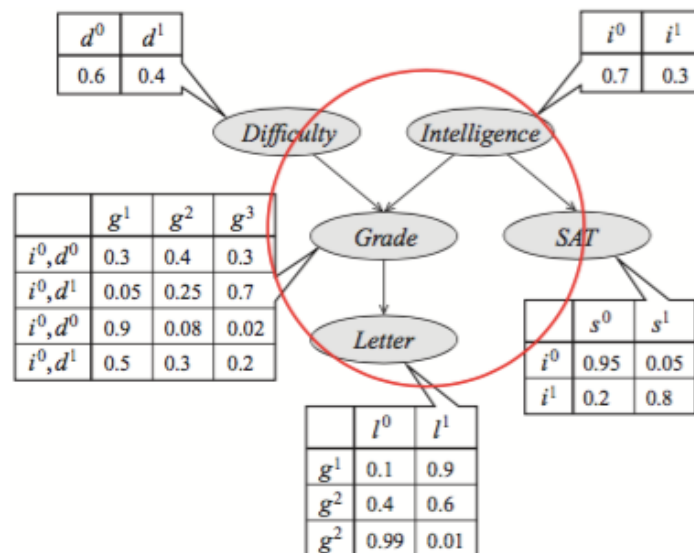 d⁰ d¹
0.6 0.4
i⁰ i¹
0.7 0.3
Difficulty
Intelligence
g¹ g² g³
i⁰,d⁰ 0.3 0.4 0.3
i⁰,d¹ 0.05 0.25 0.7
i⁰,d⁰ 0.9 0.08 0.02
i⁰,d¹ 0.5 0.3 0.2
Grade
SAT
Letter
s⁰ s¹
i⁰ 0.95 0.05
i¹ 0.2 0.8
l⁰ l¹
g¹ 0.1 0.9
g² 0.4 0.6
g² 0.99 0.01